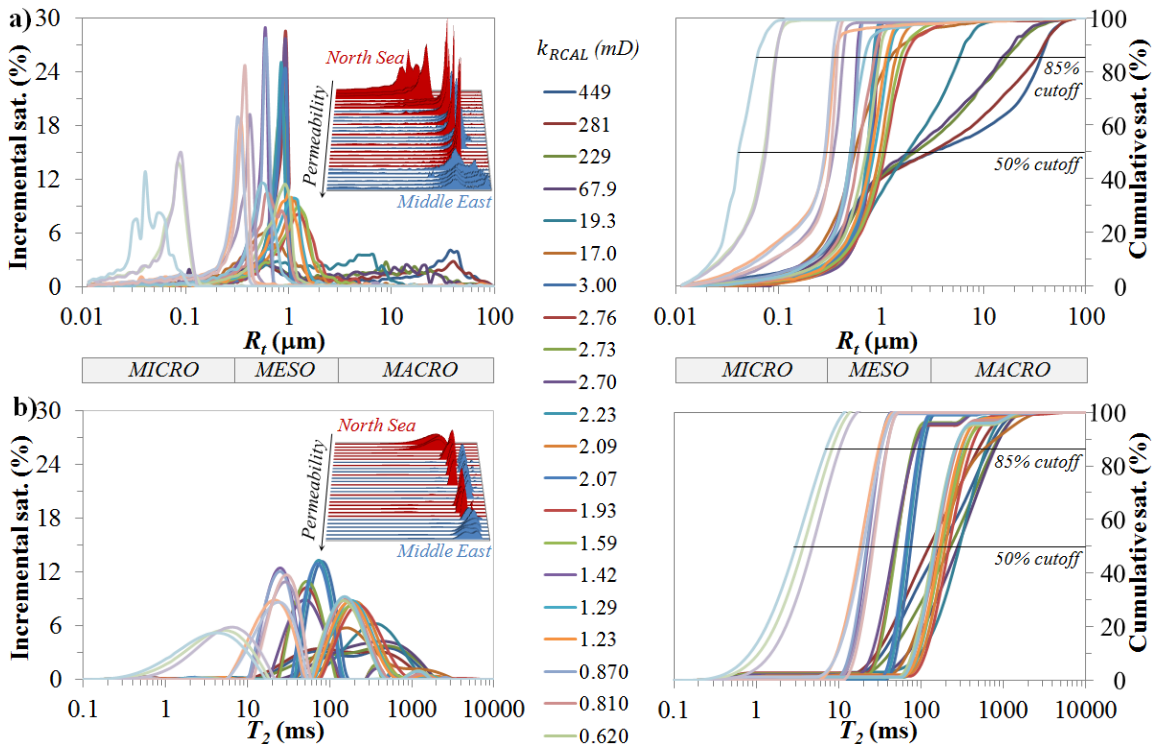 a)
Incremental sat. (%)
30
24
18
12
6
0
0.01
0.1
1
10
100
R_t (μm)
North Sea
Permeability
Middle East
k_RCAL (mD)
449
281
229
67.9
19.3
17.0
3.00
2.76
2.73
2.70
2.23
2.09
2.07
1.93
1.59
1.42
1.29
1.23
0.870
0.810
0.620
100
80
60
40
20
0
Cumulative sat. (%)
85%
cutoff
50% cutoff
0.01
0.1
1
10
100
R_t (μm)
MICRO
MESO
MACRO
MICRO
MESO
MACRO
b)
Incremental sat. (%)
30
24
18
12
6
0
0.1
1
10
100
1000
10000
T_2 (ms)
North Sea
Permeability
Middle East
100
80
60
40
20
0
Cumulative sat. (%)
85% cutoff
50% cutoff
0.1
1
10
100
1000
10000
T_2 (ms)